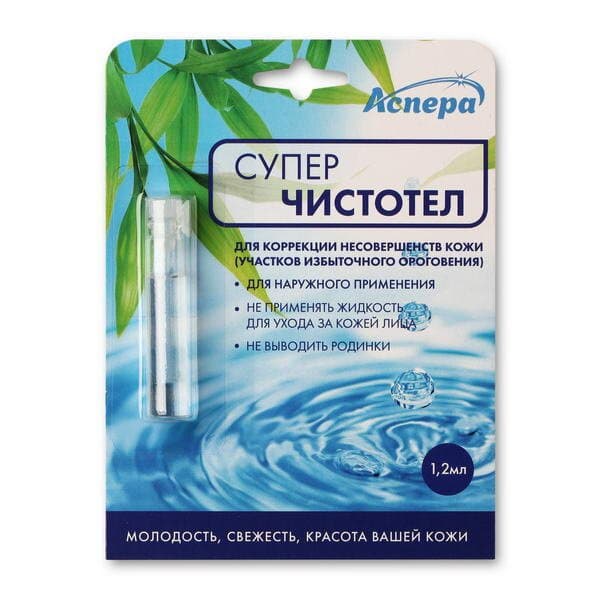 Аспера
СУПЕР
ЧИСТОТЕЛ
ДЛЯ КОРРЕКЦИИ НЕСОВЕРШЕНСТВ КОЖИ
(УЧАСТКОВ ИЗБЫТОЧНОГО ОРОГОВЕНИЯ)
• ДЛЯ НАРУЖНОГО ПРИМЕНЕНИЯ
• НЕ ПРИМЕНЯТЬ ЖИДКОСТЬ
ДЛЯ УХОДА ЗА КОЖЕЙ ЛИЦА
• НЕ ВЫВОДИТЬ РОДИНКИ
1,2мл
МОЛОДОСТЬ, СВЕЖЕСТЬ, КРАСОТА ВАШЕЙ КОЖИ